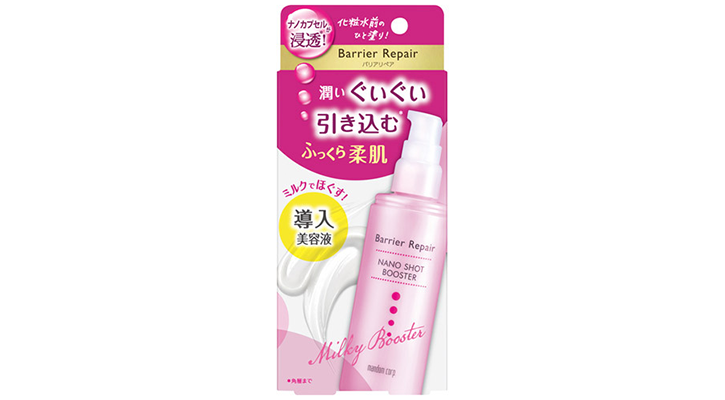 ナノカプセルが
浸透!
化粧水前の
ひと塗り!
Barrier Repair
バリアリペア
潤いぐいぐい
引き込む*
ふっくら柔肌
ミルクでほぐす!
導入
美容液
Barrier Repair
NANO SHOT
BOOSTER
Milky Booster
mandom corp
*角層まで